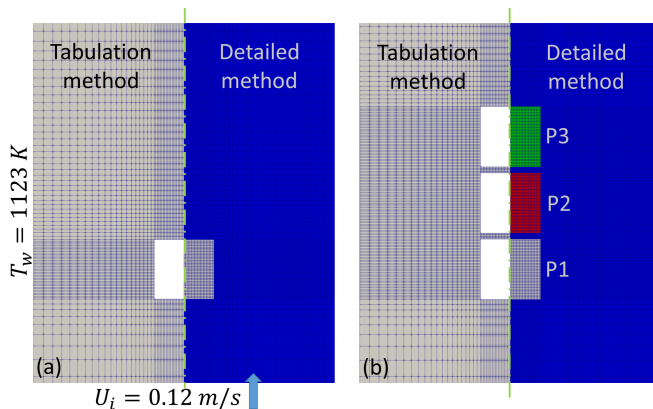 Tabulation
method
Detailed
method
T_w = 1123 K
(a)
U_i = 0.12 m/s
Tabulation
method
Detailed
method
P3
P2
P1
(b)